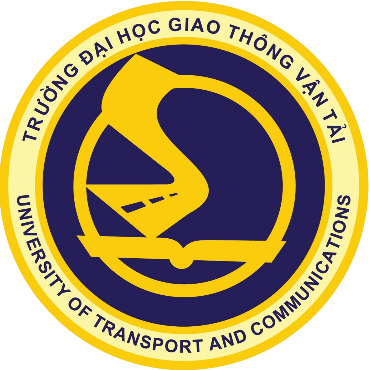 TRƯỜNG ĐẠI HỌC GIAO THÔNG VẬN TẢI
UNIVERSITY OF TRANSPORT AND COMMUNICATIONS